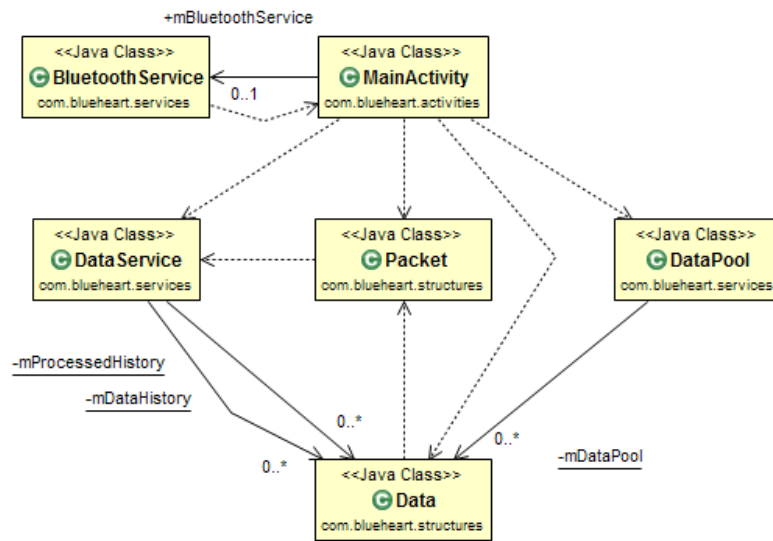 +mBluetoothService
<<Java Class>>
C BluetoothService
com.blueheart.services
<<Java Class>>
C MainActivity
com.blueheart.activities
0..1
<<Java Class>>
C DataService
com.blueheart.services
<<Java Class>>
C Packet
com.blueheart.structures
<<Java Class>>
C DataPool
com.blueheart.services
-mProcessedHistory
-mDataHistory
0..*
0..*
0..*
-mDataPool
<<Java Class>>
C Data
com.blueheart.structures